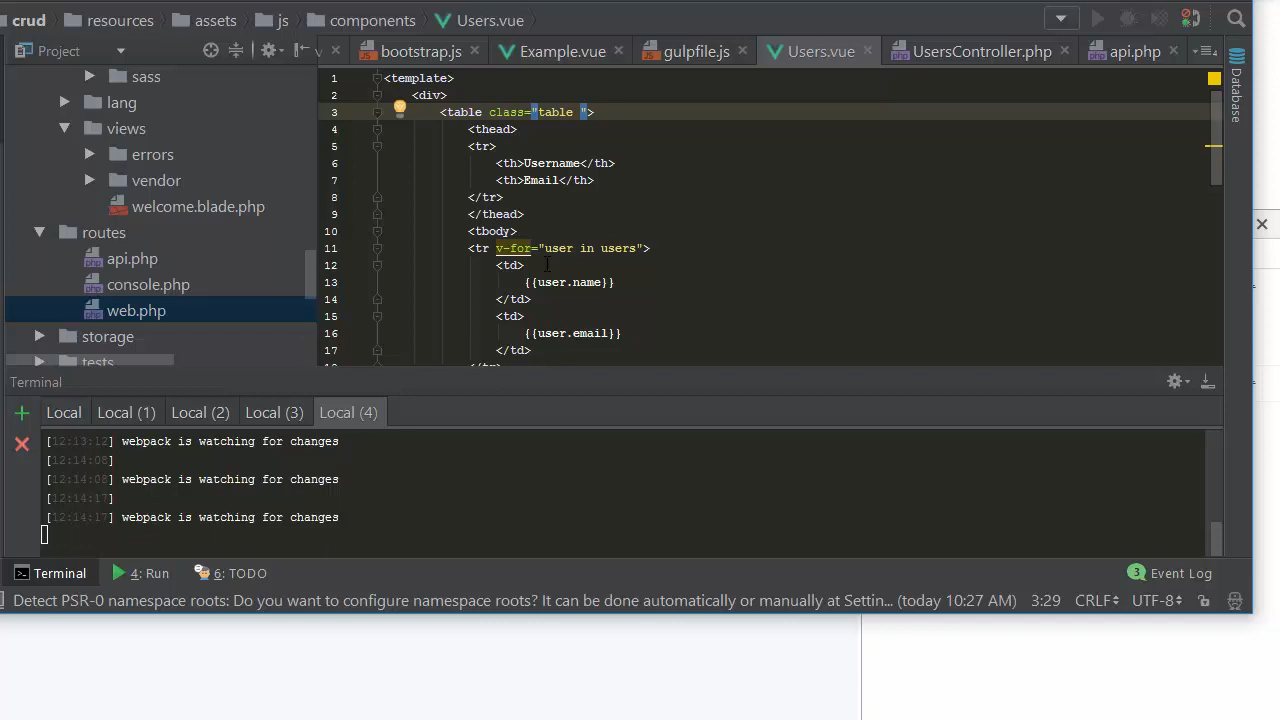 crud resources assets js components Users.vue
Project
bootstrap.js Example.vue gulpfile.js Users.vue UsersController.php api.php
sass
lang
views
errors
vendor
welcome.blade.php
routes
api.php
console.php
web.php
storage
tests
1 <template>
2 <div>
3 <table class="table ">
4 <thead>
5 <tr>
6 <th>Username</th>
7 <th>Email</th>
8 </tr>
9 </thead>
10 <tbody>
11 <tr v-for="user in users">
12 <td>
13 {{user.name}}
14 </td>
15 <td>
16 {{user.email}}
17 </td>
18 </tr>
Database
Terminal
Local Local (1) Local (2) Local (3) Local (4)
[12:13:12] webpack is watching for changes
[12:14:08]
[12:14:08] webpack is watching for changes
[12:14:17]
[12:14:17] webpack is watching for changes
Terminal 4: Run 6: TODO 3 Event Log
Detect PSR-0 namespace roots: Do you want to configure namespace roots? It can be done automatically or manually at Settin... (today 10:27 AM) 3:29 CRLF UTF-8